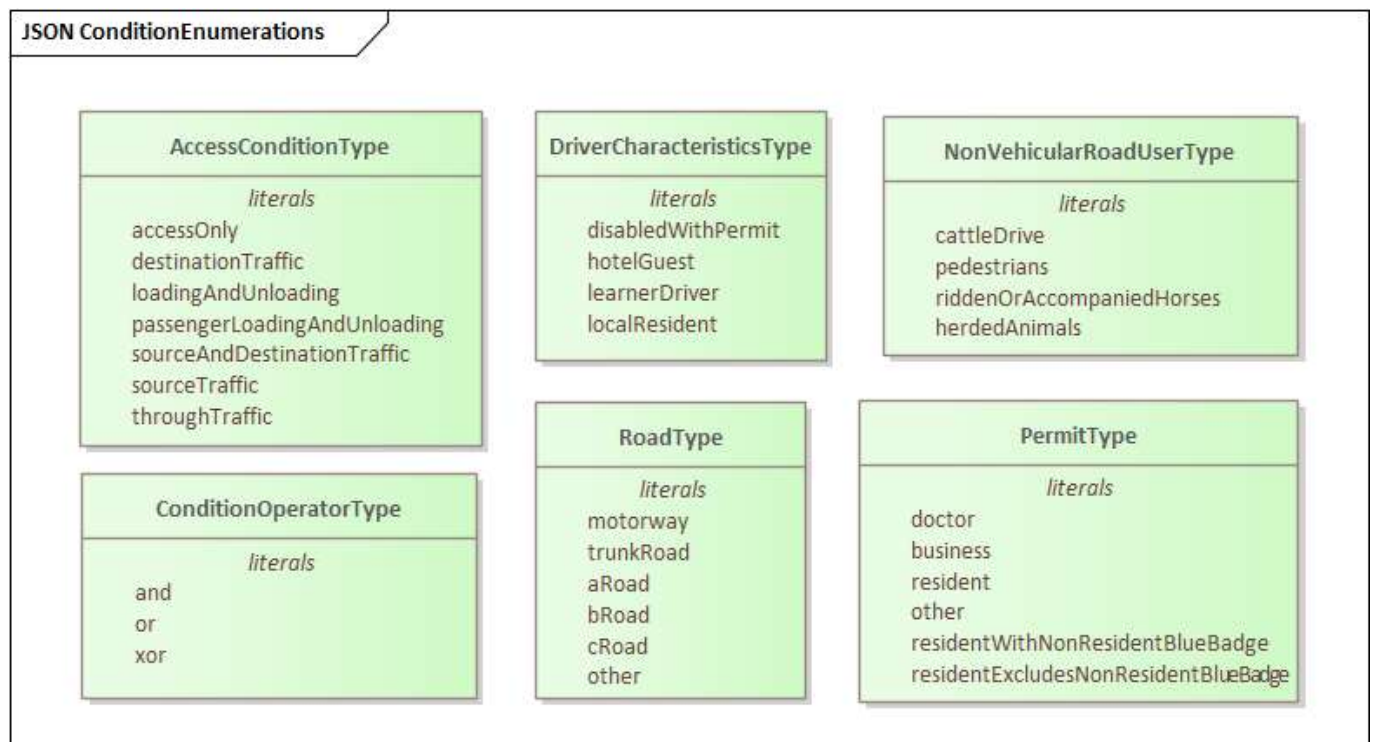 JSON ConditionEnumerations
AccessConditionType
literals
accessOnly
destinationTraffic
loadingAndUnloading
passengerLoadingAndUnloading
sourceAndDestinationTraffic
sourceTraffic
throughTraffic
DriverCharacteristicsType
literals
disabledWithPermit
hotelGuest
learnerDriver
localResident
NonVehicularRoadUserType
literals
cattleDrive
pedestrians
riddenOrAccompaniedHorses
herdedAnimals
ConditionOperatorType
literals
and
or
xor
RoadType
literals
motorway
trunkRoad
aRoad
bRoad
cRoad
other
PermitType
literals
doctor
business
resident
other
residentWithNonResidentBlueBadge
residentExcludesNonResidentBlueBadge